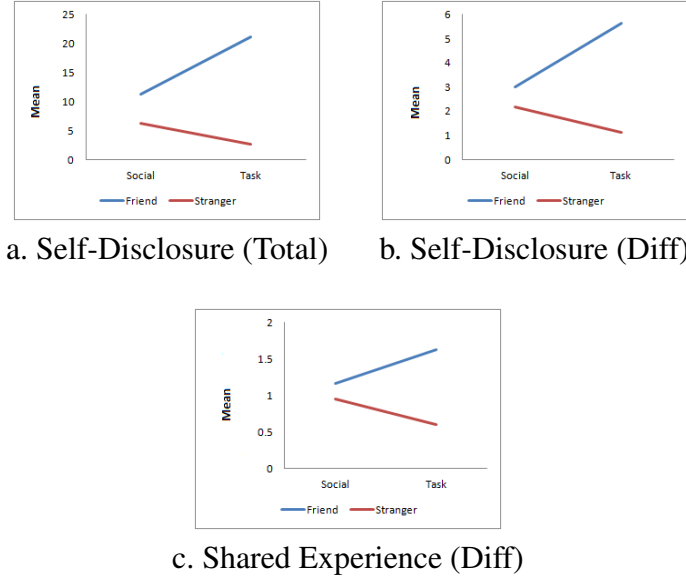 25
20
15
10
5
0
Mean
Social Task
Friend Stranger
a. Self-Disclosure (Total)
6
5
4
3
2
1
0
Mean
Social Task
Friend Stranger
b. Self-Disclosure (Diff)
2
1.5
1
0.5
0
Mean
Social Task
Friend Stranger
c. Shared Experience (Diff)